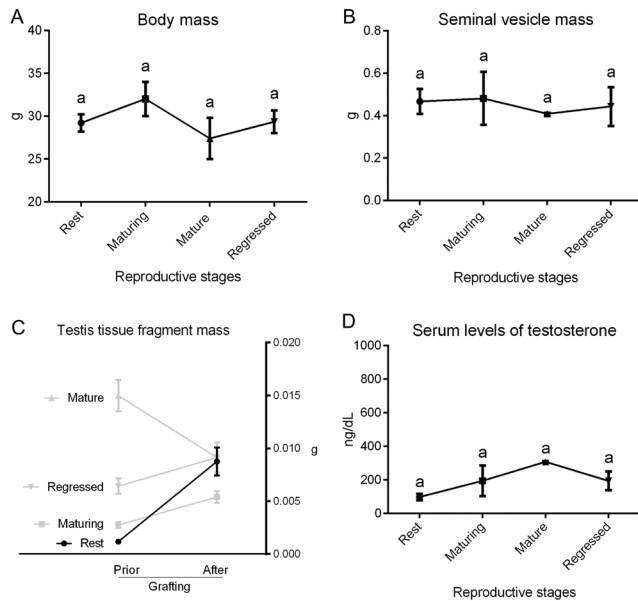 A
Body mass
40
35
30
25
20
g
a a a a
Rest Maturing Mature Regressed
Reproductive stages
B
Seminal vesicle mass
0.8
0.6
0.4
0.2
0.0
g
a a a a
Rest Maturing Mature Regressed
Reproductive stages
C
Testis tissue fragment mass
0.020
0.015
0.010
0.005
0.000
g
Mature
Regressed
Maturing
Rest
Prior After
Grafting
D
Serum levels of testosterone
1000
800
600
400
200
0
ng/dL
a a a a
Rest Maturing Mature Regressed
Reproductive stages